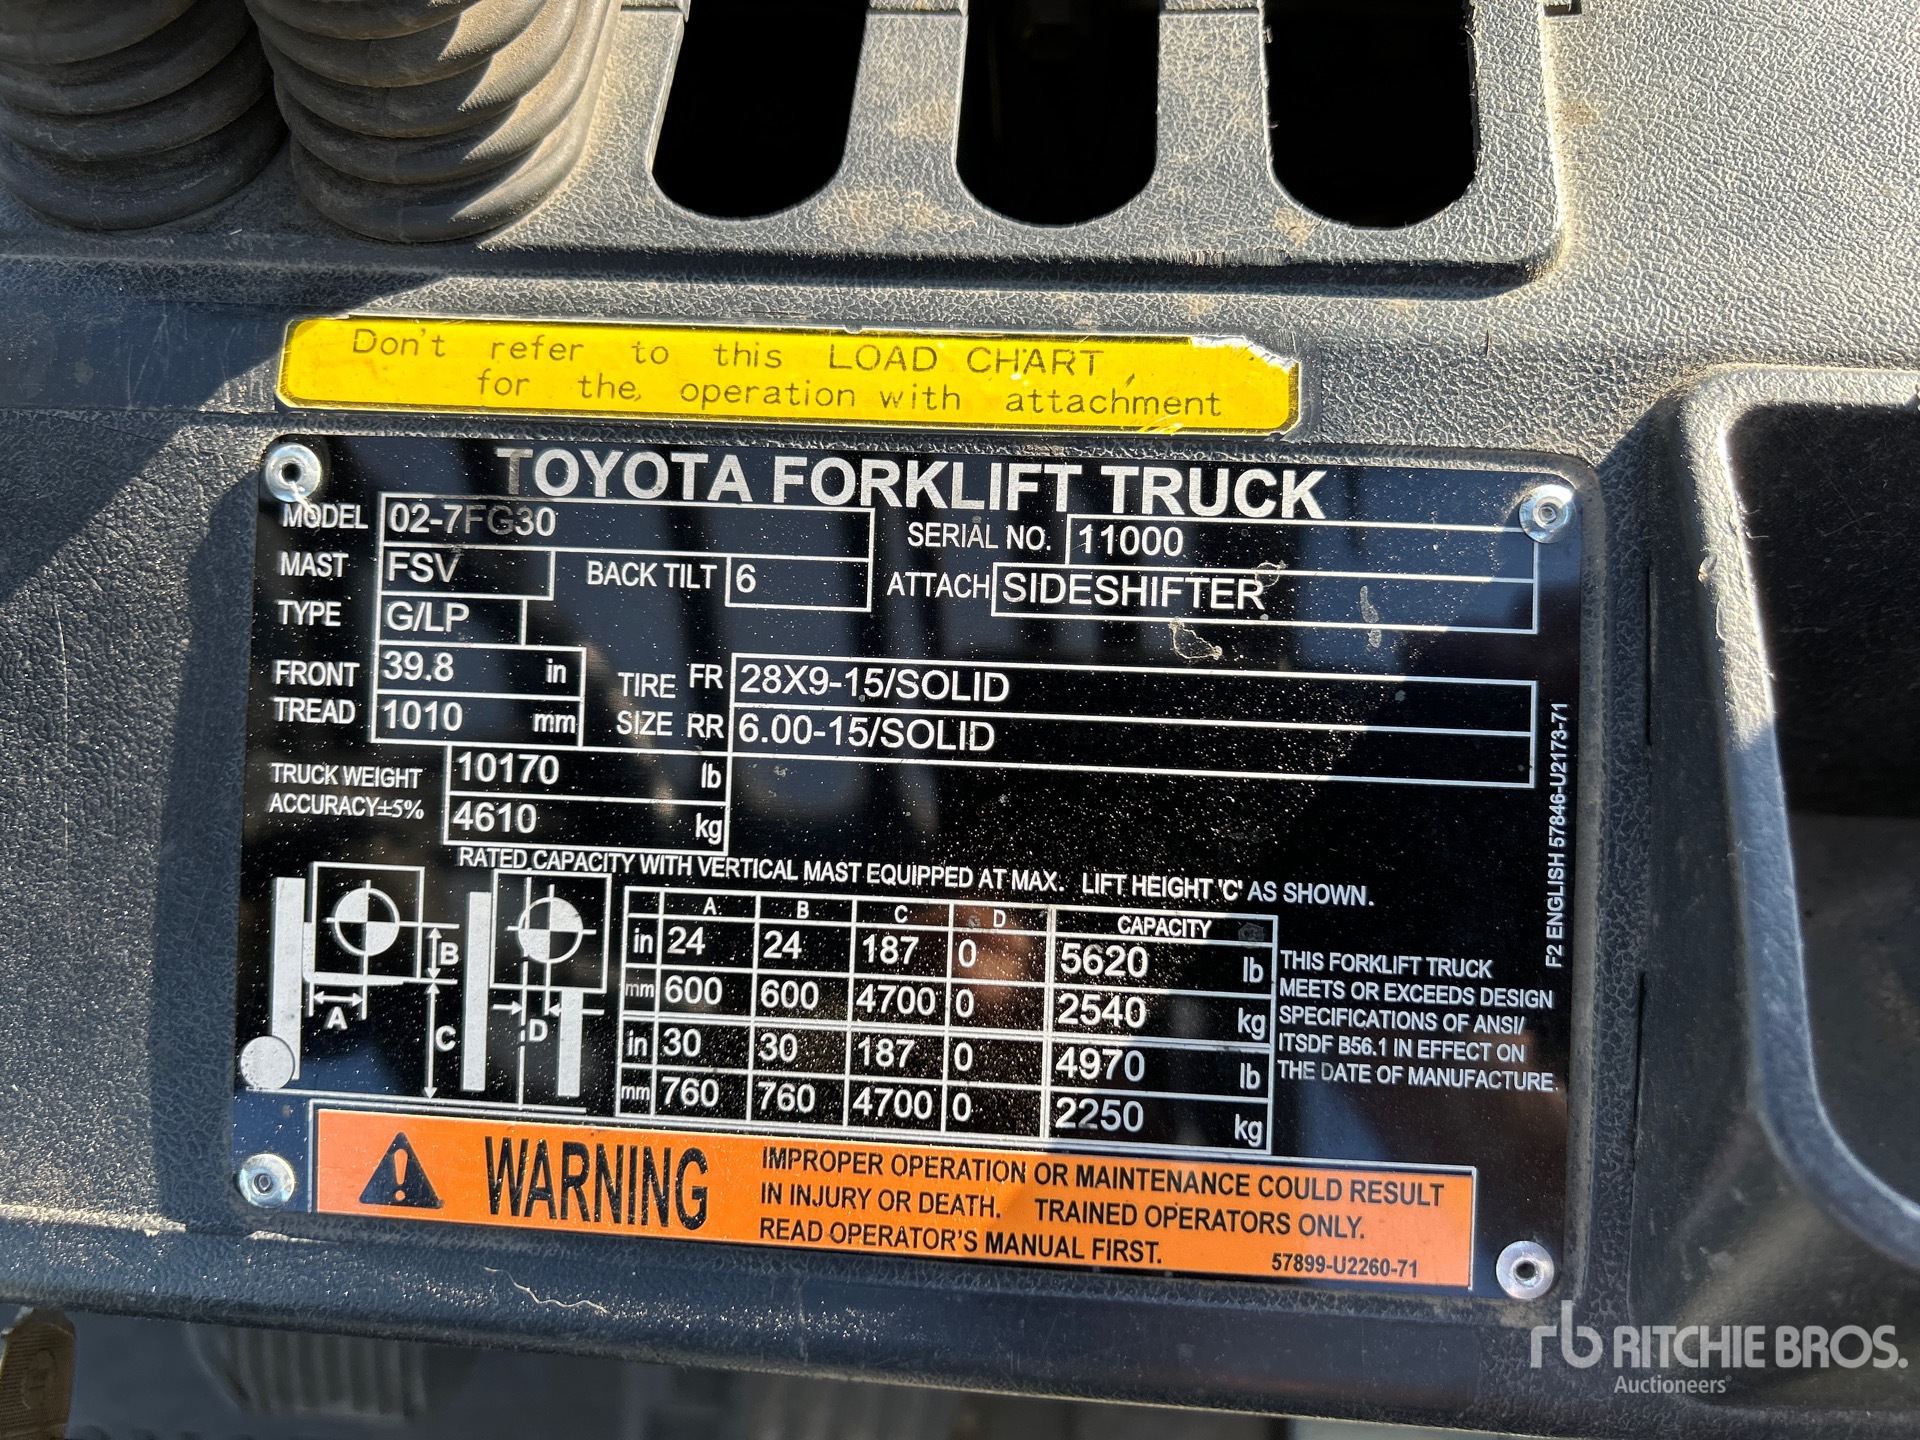 Don't refer to this LOAD CHART,
for the operation with attachment
TOYOTA FORKLIFT TRUCK
MODEL 02-7FG30 SERIAL NO. 11000
MAST FSV BACK TILT 6 ATTACH SIDESHIFTER
TYPE G/LP
FRONT TREAD 39.8 in TIRE SIZE FR 28X9-15/SOLID
1010 mm RR 6.00-15/SOLID
TRUCK WEIGHT 10170 lb
ACCURACY±5% 4610 kg
RATED CAPACITY WITH VERTICAL MAST EQUIPPED AT MAX. LIFT HEIGHT 'C' AS SHOWN.
A B C D CAPACITY
in 24 24 187 0 5620 lb
mm 600 600 4700 0 2540 kg
in 30 30 187 0 4970 lb
mm 760 760 4700 0 2250 kg
B
A
C
D
THIS FORKLIFT TRUCK
MEETS OR EXCEEDS DESIGN
SPECIFICATIONS OF ANSI/
ITSDF B56.1 IN EFFECT ON
THE DATE OF MANUFACTURE.
F2 ENGLISH 57846-U2173-71
WARNING
IMPROPER OPERATION OR MAINTENANCE COULD RESULT
IN INJURY OR DEATH. TRAINED OPERATORS ONLY.
READ OPERATOR'S MANUAL FIRST.
57899-U2260-71
rb RITCHIE BROS.
Auctioneers